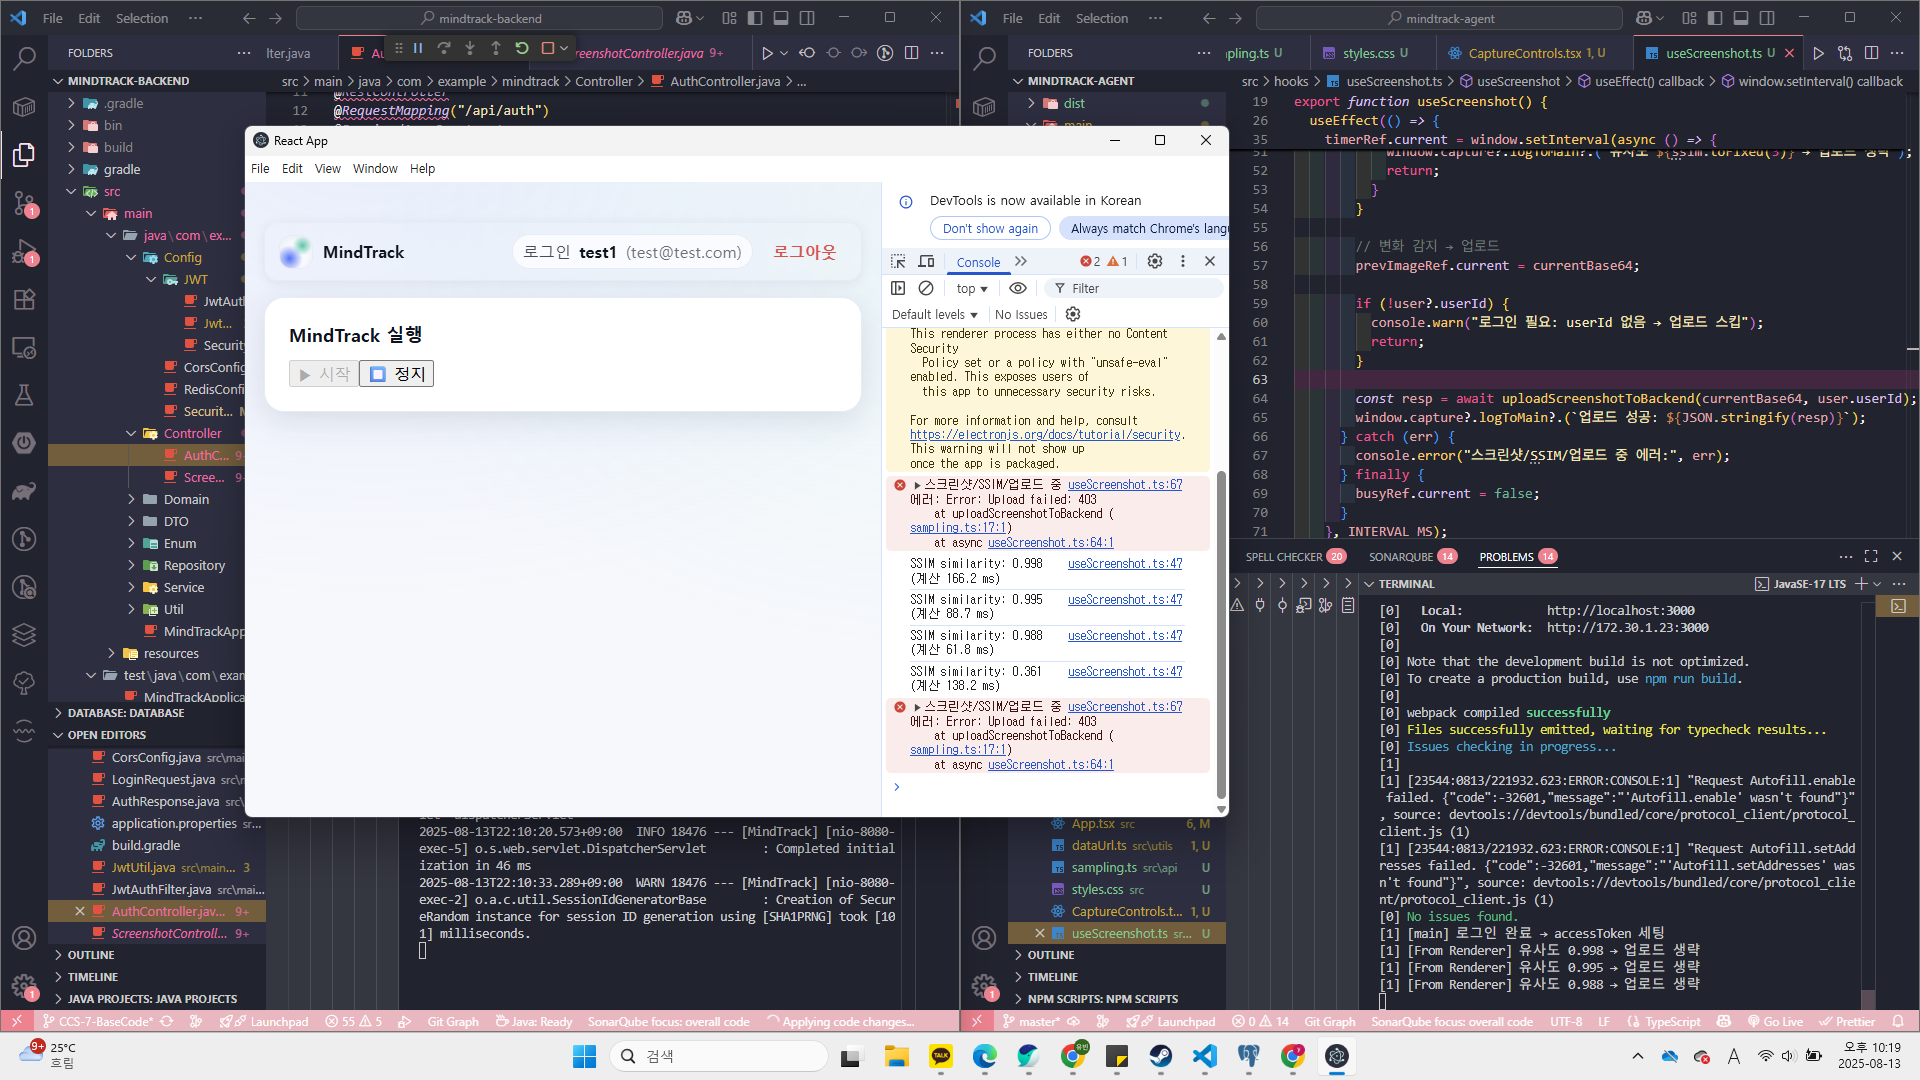 File Edit Selection ··· mindtrack-backend
File Edit Selection ··· mindtrack-agent
FOLDERS ··· lter.java Au reenshotController.java 9+
MINDTRACK-BACKEND
src > main > java > com > example > mindtrack > Controller > AuthController.java > ...
.gradle
bin
build
gradle
src
main
java\com\ex...
Config
JWT
JwtAuth
Jwt...
Security
CorsConfig
RedisConfi
Securit...
Controller
AuthC... 9+
Scree... 9+
Domain
DTO
Enum
Repository
Service
Util
MindTrackApp
resources
test\java\com\exam
MindTrackApplica
DATABASE: DATABASE
OPEN EDITORS
CorsConfig.java src\mai
LoginRequest.java src\r
AuthResponse.java src\
application.properties sr...
build.gradle
JwtUtil.java src\main... 3
JwtAuthFilter.java src\mai...
AuthController.jav... 9+
ScreenshotControll... 9+
OUTLINE
TIMELINE
JAVA PROJECTS: JAVA PROJECTS
11 @RestController
12 @RequestMapping("/api/auth")
React App
File Edit View Window Help
MindTrack
로그인 test1 (test@test.com) 로그아웃
MindTrack 실행
▶ 시작 정지
DevTools is now available in Korean
Don't show again Always match Chrome's langu
Console 2 1
top Filter
Default levels No Issues
This renderer process has either no Content
Security
Policy set or a policy with "unsafe-eval"
enabled. This exposes users of
this app to unnecessary security risks.
For more information and help, consult
https://electronjs.org/docs/tutorial/security.
This warning will not show up
once the app is packaged.
▶스크린샷/SSIM/업로드 중 useScreenshot.ts:67
에러: Error: Upload failed: 403
at uploadScreenshotToBackend (
sampling.ts:17:1)
at async useScreenshot.ts:64:1
SSIM similarity: 0.998 useScreenshot.ts:47
(계산 166.2 ms)
SSIM similarity: 0.995 useScreenshot.ts:47
(계산 88.7 ms)
SSIM similarity: 0.988 useScreenshot.ts:47
(계산 61.8 ms)
SSIM similarity: 0.361 useScreenshot.ts:47
(계산 138.2 ms)
▶스크린샷/SSIM/업로드 중 useScreenshot.ts:67
에러: Error: Upload failed: 403
at uploadScreenshotToBackend (
sampling.ts:17:1)
at async useScreenshot.ts:64:1
2025-08-13T22:10:20.573+09:00 INFO 18476 --- [MindTrack] [nio-8080-
exec-5] o.s.web.servlet.DispatcherServlet : Completed initial
ization in 46 ms
2025-08-13T22:10:33.289+09:00 WARN 18476 --- [MindTrack] [nio-8080-
exec-2] o.a.c.util.SessionIdGeneratorBase : Creation of Secur
eRandom instance for session ID generation using [SHA1PRNG] took [10
1] milliseconds.
FOLDERS ··· pling.ts U styles.css U CaptureControls.tsx 1, U useScreenshot.ts U
MINDTRACK-AGENT
src > hooks > useScreenshot.ts > useScreenshot > useEffect() callback > window.setInterval() callback
dist
19 export function useScreenshot() {
26 useEffect(() => {
35 timerRef.current = window.setInterval(async () => {
51 window.capture?.logToMain?.(`유사도 ${ssim.toFixed(3)} → 업로드 생략`);
52 return;
53 }
54 }
55
56 // 변화 감지 → 업로드
57 prevImageRef.current = currentBase64;
58
59 if (!user?.userId) {
60 console.warn("로그인 필요: userId 없음 → 업로드 스킵");
61 return;
62 }
63
64 const resp = await uploadScreenshotToBackend(currentBase64, user.userId);
65 window.capture?.logToMain?.(`업로드 성공: ${JSON.stringify(resp)}`);
66 } catch (err) {
67 console.error("스크린샷/SSIM/업로드 중 에러:", err);
68 } finally {
69 busyRef.current = false;
70 }
71 }, INTERVAL_MS);
SPELL CHECKER 20 SONARQUBE 14 PROBLEMS 14
TERMINAL JavaSE-17 LTS
[0] Local: http://localhost:3000
[0] On Your Network: http://172.30.1.23:3000
[0]
[0] Note that the development build is not optimized.
[0] To create a production build, use npm run build.
[0]
[0] webpack compiled successfully
[0] Files successfully emitted, waiting for typecheck results...
[0] Issues checking in progress...
[1]
[1] [23544:0813/221932.623:ERROR:CONSOLE:1] "Request Autofill.enable
failed. {"code":-32601,"message":"'Autofill.enable' wasn't found"}"
, source: devtools://devtools/bundled/core/protocol_client/protocol_
client.js (1)
[1] [23544:0813/221932.623:ERROR:CONSOLE:1] "Request Autofill.setAdd
resses failed. {"code":-32601,"message":"'Autofill.setAddresses' was
n't found"}", source: devtools://devtools/bundled/core/protocol_clie
nt/protocol_client.js (1)
[0] No issues found.
[1] [main] 로그인 완료 → accessToken 세팅
[1] [From Renderer] 유사도 0.998 → 업로드 생략
[1] [From Renderer] 유사도 0.995 → 업로드 생략
[1] [From Renderer] 유사도 0.988 → 업로드 생략
App.tsx src 6, M
dataUrl.ts src\utils 1, U
sampling.ts src\api U
styles.css src U
CaptureControls.t... 1, U
useScreenshot.ts sr... U
OUTLINE
TIMELINE
NPM SCRIPTS: NPM SCRIPTS
CCS-7-BaseCode* Launchpad 55 5 Git Graph Java: Ready SonarQube focus: overall code Applying code changes...
master* Launchpad 0 14 Git Graph SonarQube focus: overall code UTF-8 LF TypeScript Go Live Prettier
9+ 25°C
흐림
검색
TALK
A
오후 10:19
2025-08-13